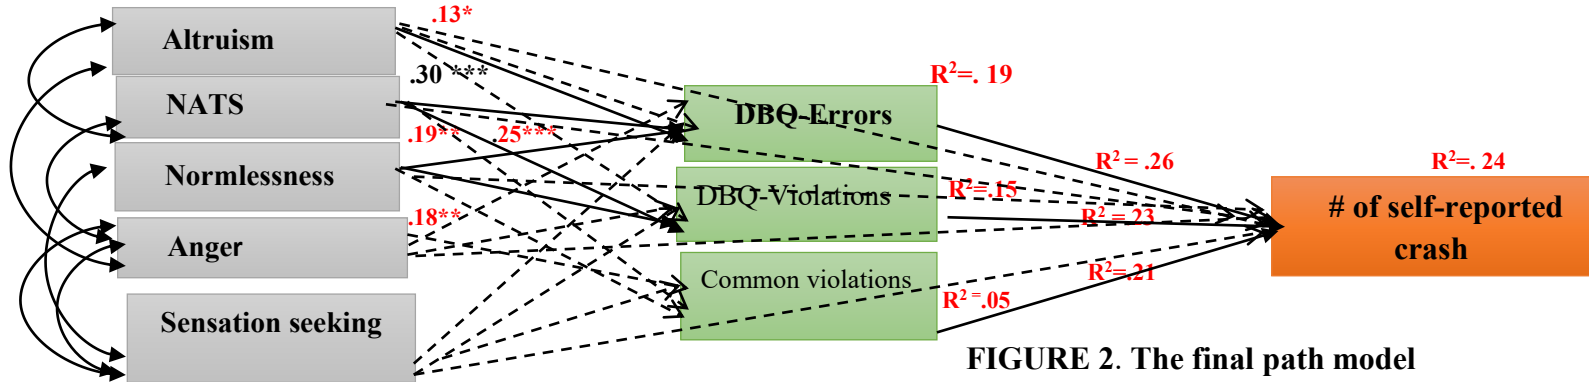 .13*
Altruism
.30 ***
R²=. 19
NATS
DBQ-Errors
.19**
.25***
R² = .26
R²=. 24
Normlessness
DBQ-Violations
R²=.15
# of self-reported
crash
.18**
R² = 23
Anger
Common violations
R²=.21
R² = .05
Sensation seeking
FIGURE 2. The final path model